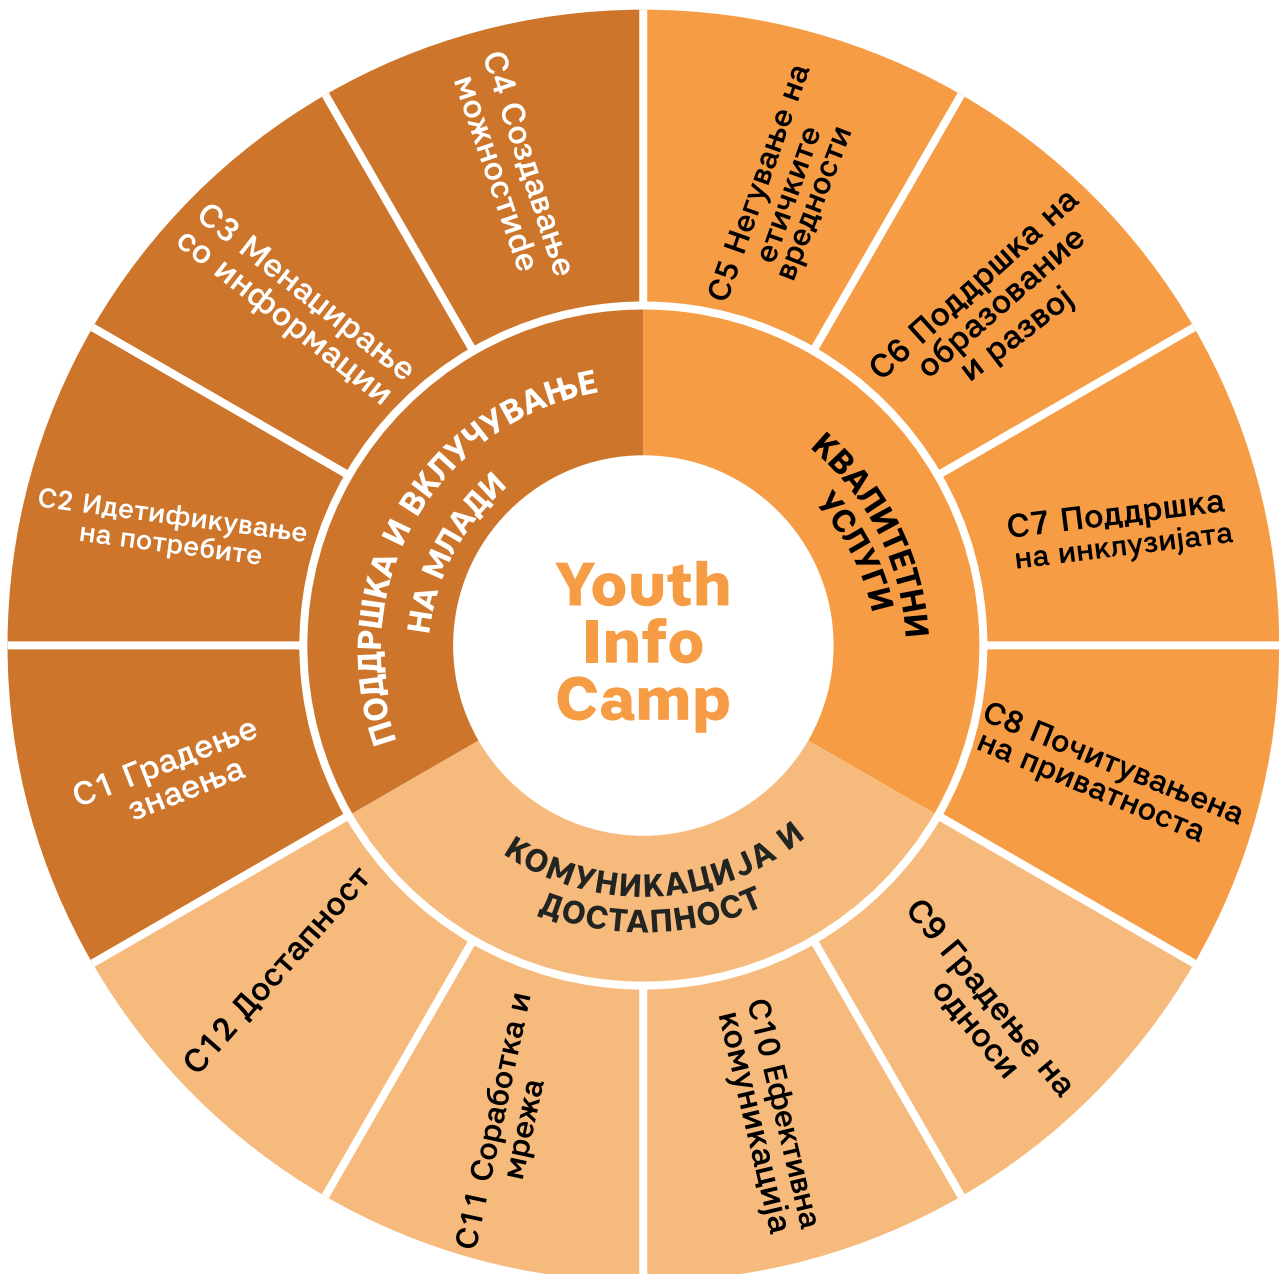 Youth
Info
Camp
ПОДДРШКА И ВКЛУЧУВАЊЕ
НА МЛАДИ
КВАЛИТЕТНИ
УСЛУГИ
КОМУНИКАЦИЈА И
ДОСТАПНОСТ
C1 Градење
знаења
C2 Идетификување
на потребите
C3 Менаџирање
со информации
C4 Создавање
можностиde
C5 Негување на
етичките
вредности
C6 Поддршка на
образование
и развој
C7 Поддршка
на инклузијата
C8 Почитувањена
на приватноста
C9 Градење на
односи
C10 Ефективна
комуникација
C11 Соработка и
мрежа
C12 Достапност